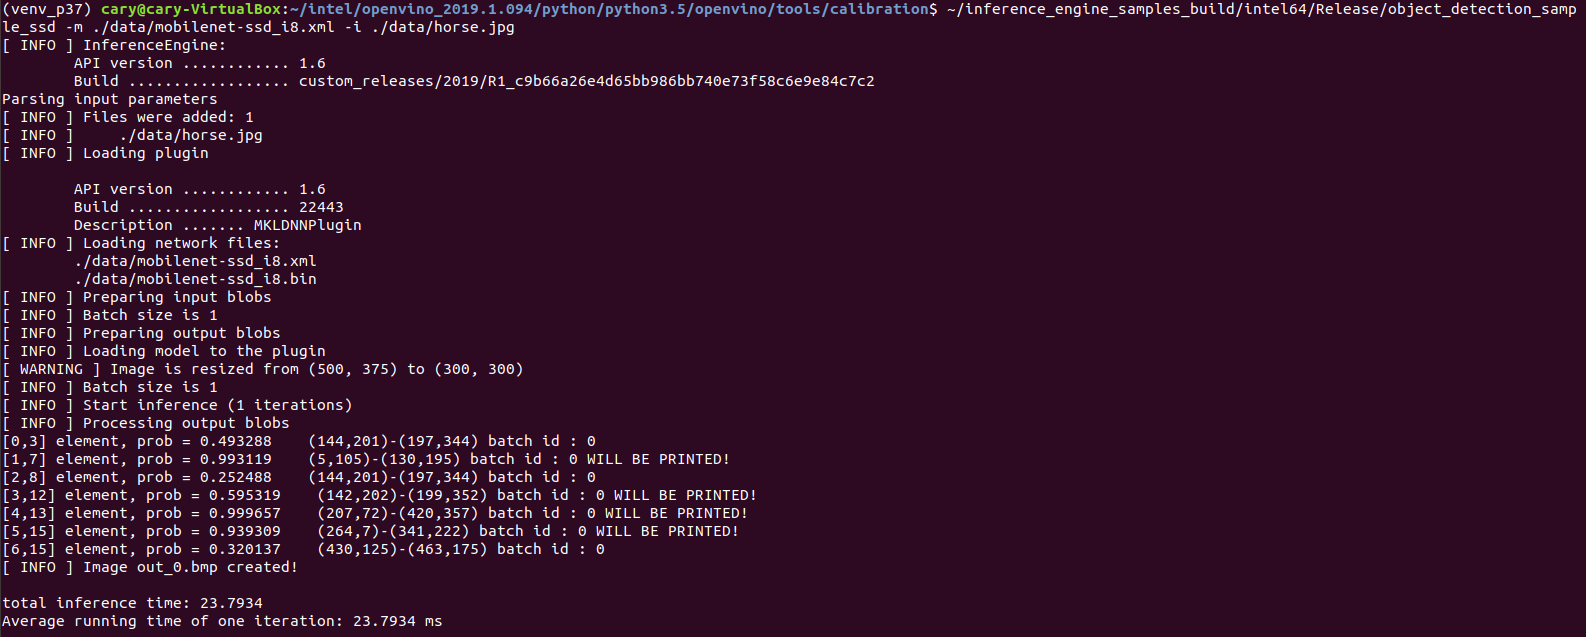 (venv_p37) cary@cary-VirtualBox:~/intel/openvino_2019.1.094/python/python3.5/openvino/tools/calibration$ ~/inference_engine_samples_build/intel64/Release/object_detection_samp
le_ssd -m ./data/mobilenet-ssd_i8.xml -i ./data/horse.jpg
[ INFO ] InferenceEngine:
        API version ............ 1.6
        Build .................. custom_releases/2019/R1_c9b66a26e4d65bb986bb740e73f58c6e9e84c7c2
Parsing input parameters
[ INFO ] Files were added: 1
[ INFO ]     ./data/horse.jpg
[ INFO ] Loading plugin

        API version ............ 1.6
        Build .................. 22443
        Description ....... MKLDNNPlugin
[ INFO ] Loading network files:
        ./data/mobilenet-ssd_i8.xml
        ./data/mobilenet-ssd_i8.bin
[ INFO ] Preparing input blobs
[ INFO ] Batch size is 1
[ INFO ] Preparing output blobs
[ INFO ] Loading model to the plugin
[ WARNING ] Image is resized from (500, 375) to (300, 300)
[ INFO ] Batch size is 1
[ INFO ] Start inference (1 iterations)
[ INFO ] Processing output blobs
[0,3] element, prob = 0.493288    (144,201)-(197,344) batch id : 0
[1,7] element, prob = 0.993119    (5,105)-(130,195) batch id : 0 WILL BE PRINTED!
[2,8] element, prob = 0.252488    (144,201)-(197,344) batch id : 0
[3,12] element, prob = 0.595319    (142,202)-(199,352) batch id : 0 WILL BE PRINTED!
[4,13] element, prob = 0.999657    (207,72)-(420,357) batch id : 0 WILL BE PRINTED!
[5,15] element, prob = 0.939309    (264,7)-(341,222) batch id : 0 WILL BE PRINTED!
[6,15] element, prob = 0.320137    (430,125)-(463,175) batch id : 0
[ INFO ] Image out_0.bmp created!

total inference time: 23.7934
Average running time of one iteration: 23.7934 ms